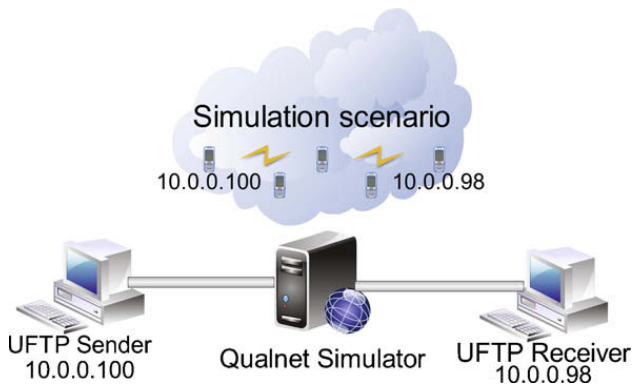 Simulation scenario
10.0.0.100 10.0.0.98
UFTP Sender
10.0.0.100
Qualnet Simulator
UFTP Receiver
10.0.0.98